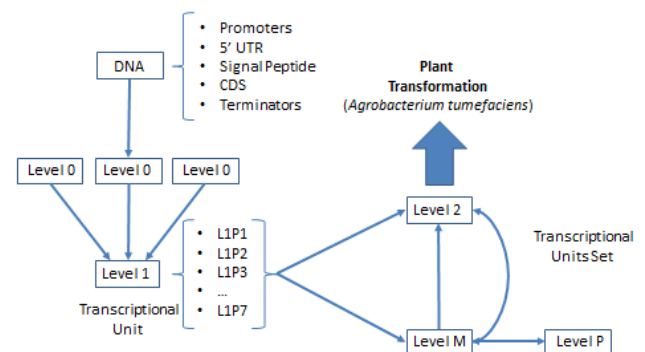 • Promoters
• 5' UTR
• Signal Peptide
• CDS
• Terminators
DNA
Plant
Transformation
(Agrobacterium tumefaciens)
Level 0
Level 0
Level 0
Level 1
Transcriptional
Unit
• L1P1
• L1P2
• L1P3
• ...
• L1P7
Level 2
Transcriptional
Units Set
Level M
Level P